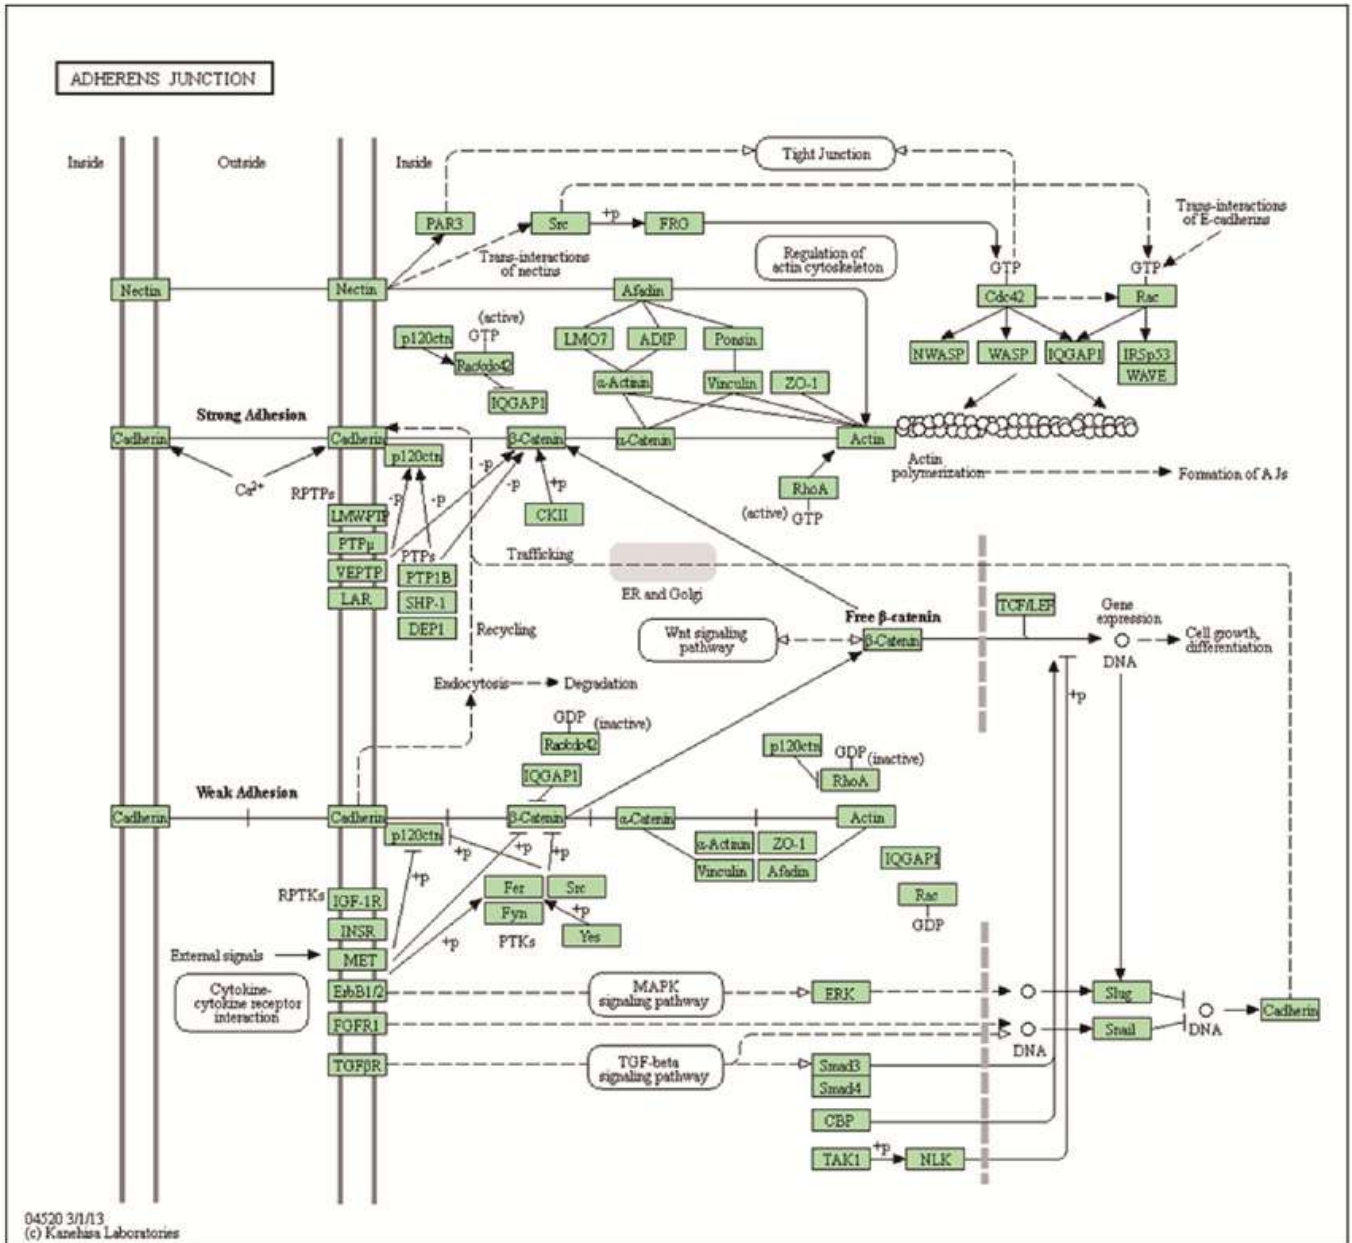 ADHERENS JUNCTION
Inside
Outside
Inside
Tight Junction
PAR3
Src
+p
FRG
Trans-interactions
of E-cadherins
Trans-interactions
of nectins
Regulation of
actin cytoskeleton
GTP
GTP
Nectin
Nectin
Afadin
Cdc42
Rac
(active)
GTP
p120ctn
Rac/cdc42
IQGAP1
LMO7
ADIP
Ponsin
NWASP
WASP
IQGAP1
IRSp53
WAVE
α-Actinin
Vinculin
ZO-1
Strong Adhesion
Cadherin
Cadherin
β-Catenin
α-Catenin
Actin
p120ctn
Ca2+
RPTPs
-p
-p
-p
-p
+p
Actin
polymerization
Formation of AJs
RhoA
(active)
GTP
LMWPTP
CKII
PTPμ
PTPs
VEPTP
PTP1B
LAR
SHP-1
DEP1
Trafficking
ER and Golgi
Recycling
Free β-catenin
Wnt signaling
pathway
β-Catenin
TCF/LEF
Gene
expression
DNA
Cell growth,
differentiation
Endocytosis
Degradation
+p
GDP
(inactive)
Rac/cdc42
IQGAP1
p120ctn
GDP
(inactive)
RhoA
Weak Adhesion
Cadherin
Cadherin
β-Catenin
α-Catenin
Actin
p120ctn
+p
+p
+p
+p
α-Actinin
ZO-1
Vinculin
Afadin
IQGAP1
Rac
GDP
RPTKs
IGF-1R
Fer
Src
Fyn
+p
INSR
+p
PTKs
Yes
External signals
MET
Cytokine-
cytokine receptor
interaction
ErbB1/2
MAPK
signaling pathway
ERK
Slug
FGFR1
DNA
Snail
DNA
Cadherin
TGFβR
TGF-beta
signaling pathway
Smad3
Smad4
CBP
TAK1
+p
NLK
04520 3/1/13
(c) Kanehisa Laboratories